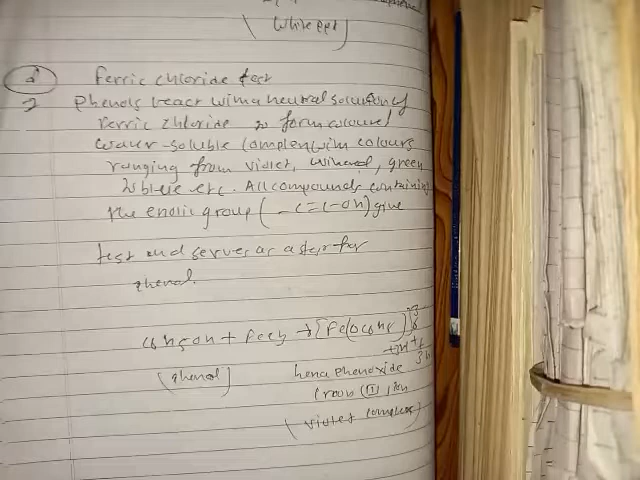 (White ppt)
d) Ferric chloride test
→ Phenols react with a neutral solution of
Ferric chloride to form coloured
water-soluble complex with colours
ranging from violet, wine red, green
to blue etc. All compounds containing
the enolic group (-C=C-OH) give
test and serves as a test for
phenol.
C6H5OH + FeCl3 → [Fe(OC6H5)6]3-
+ 3H+
(phenol) hexa phenoxide
Iron (III) ion
(violet complex)